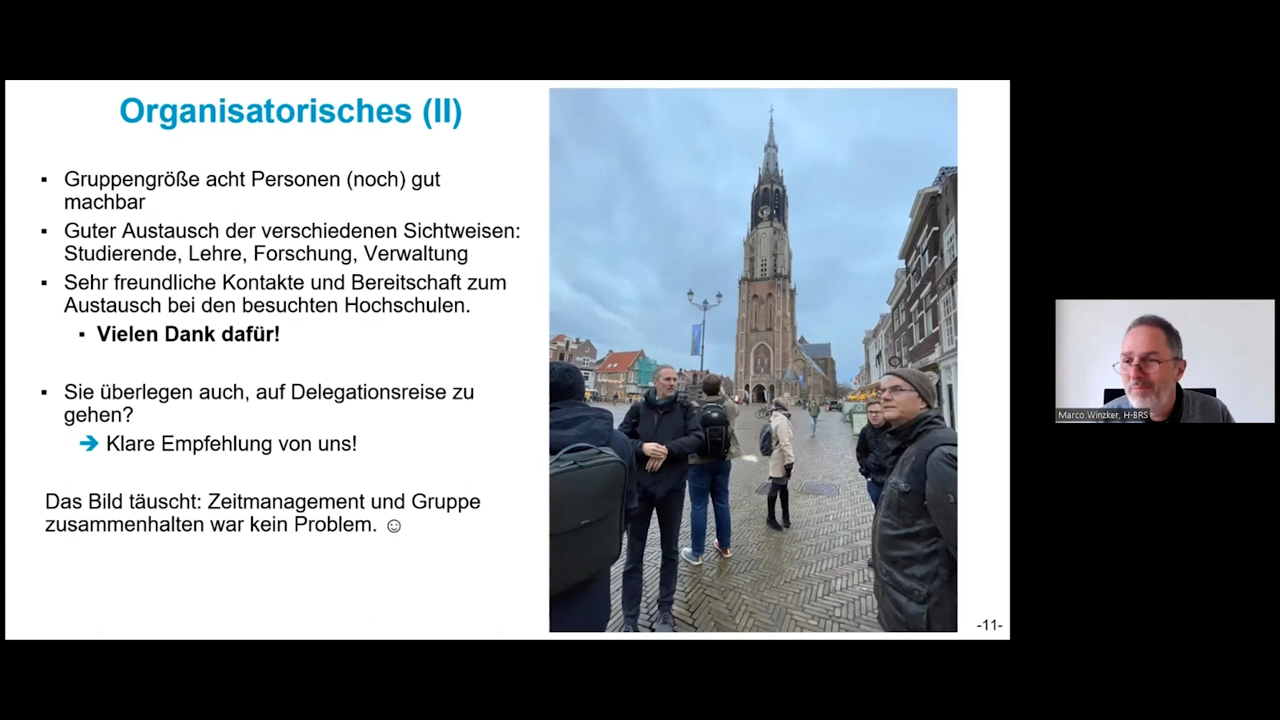 Organisatorisches (II)
▪ Gruppengröße acht Personen (noch) gut
machbar
▪ Guter Austausch der verschiedenen Sichtweisen:
Studierende, Lehre, Forschung, Verwaltung
▪ Sehr freundliche Kontakte und Bereitschaft zum
Austausch bei den besuchten Hochschulen.
▪ Vielen Dank dafür!
▪ Sie überlegen auch, auf Delegationsreise zu
gehen?
➔ Klare Empfehlung von uns!
Das Bild täuscht: Zeitmanagement und Gruppe
zusammenhalten war kein Problem. ☺
-11-
Marco Winzker, H-BRS